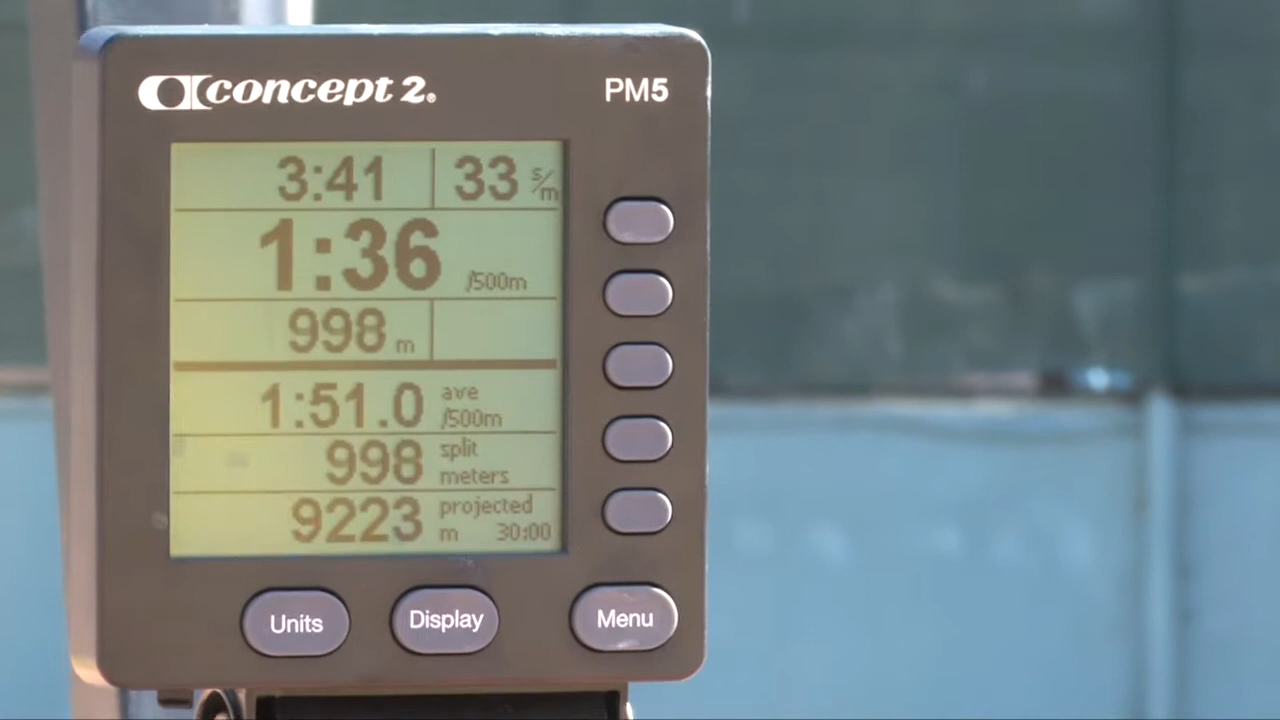 concept 2® PM5
3:41 33 s/m
1:36 /500m
998 m
1:51.0 ave /500m
998 split meters
9223 projected m 30:00
Units Display Menu